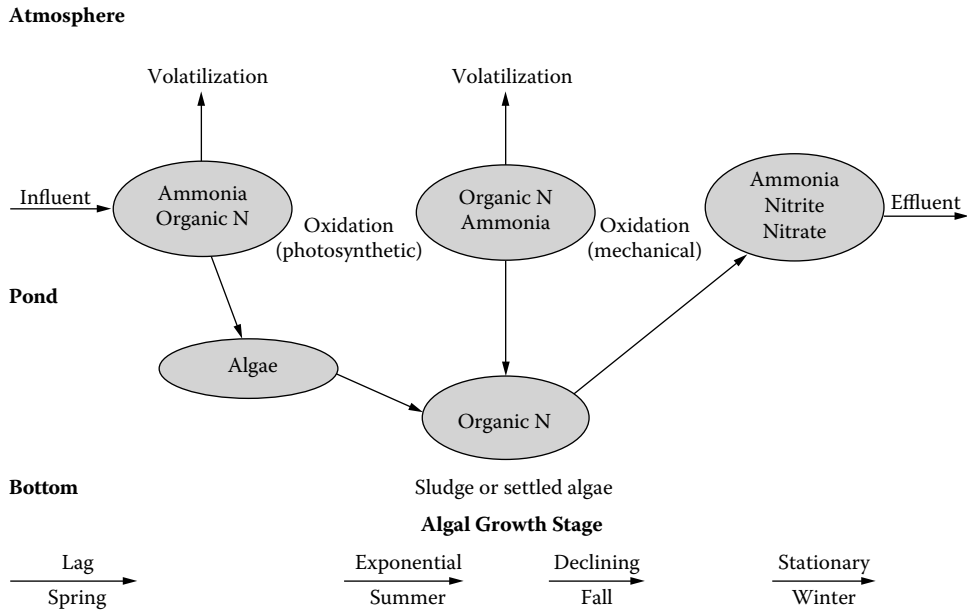 Atmosphere
Volatilization
Volatilization
Influent
Ammonia
Organic N
Oxidation
(photosynthetic)
Organic N
Ammonia
Oxidation
(mechanical)
Ammonia
Nitrite
Nitrate
Effluent
Pond
Algae
Organic N
Bottom
Sludge or settled algae
Algal Growth Stage
Lag
Spring
Exponential
Summer
Declining
Fall
Stationary
Winter